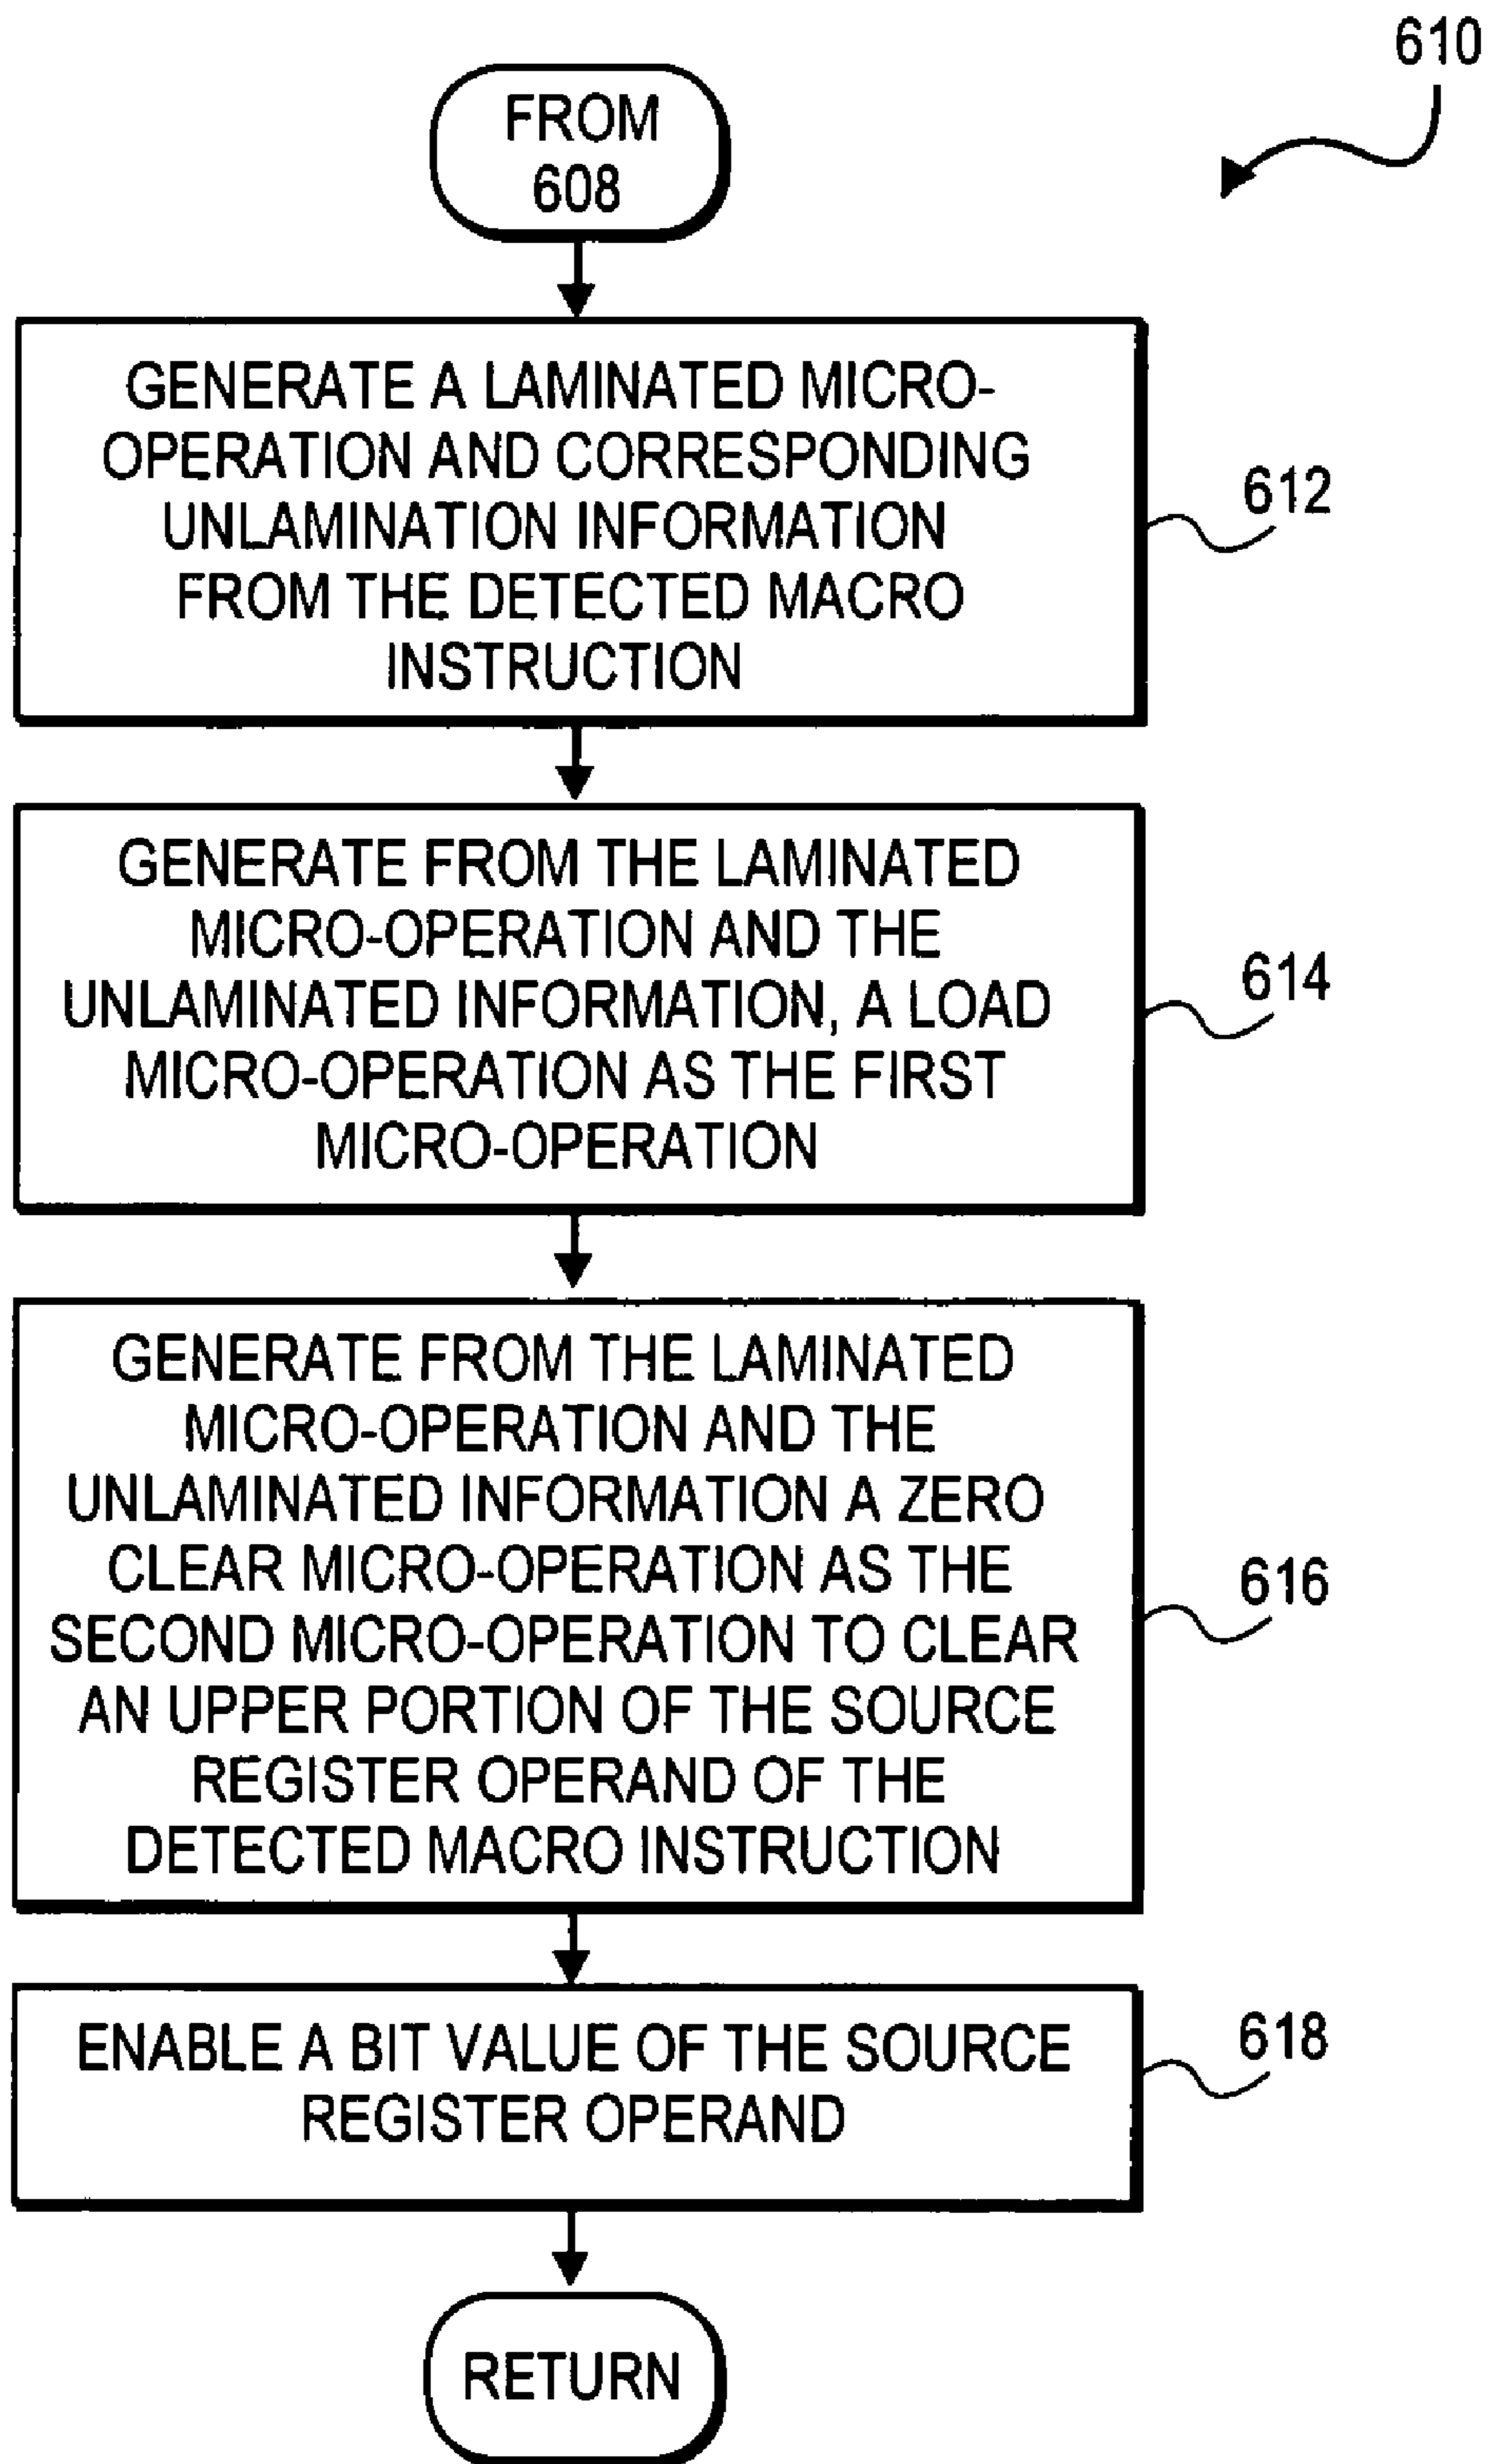 610
FROM
608
GENERATE A LAMINATED MICRO-
OPERATION AND CORRESPONDING
UNLAMINATION INFORMATION
FROM THE DETECTED MACRO
INSTRUCTION
612
GENERATE FROM THE LAMINATED
MICRO-OPERATION AND THE
UNLAMINATED INFORMATION, A LOAD
MICRO-OPERATION AS THE FIRST
MICRO-OPERATION
614
GENERATE FROM THE LAMINATED
MICRO-OPERATION AND THE
UNLAMINATED INFORMATION A ZERO
CLEAR MICRO-OPERATION AS THE
SECOND MICRO-OPERATION TO CLEAR
AN UPPER PORTION OF THE SOURCE
REGISTER OPERAND OF THE
DETECTED MACRO INSTRUCTION
616
ENABLE A BIT VALUE OF THE SOURCE
REGISTER OPERAND
618
RETURN